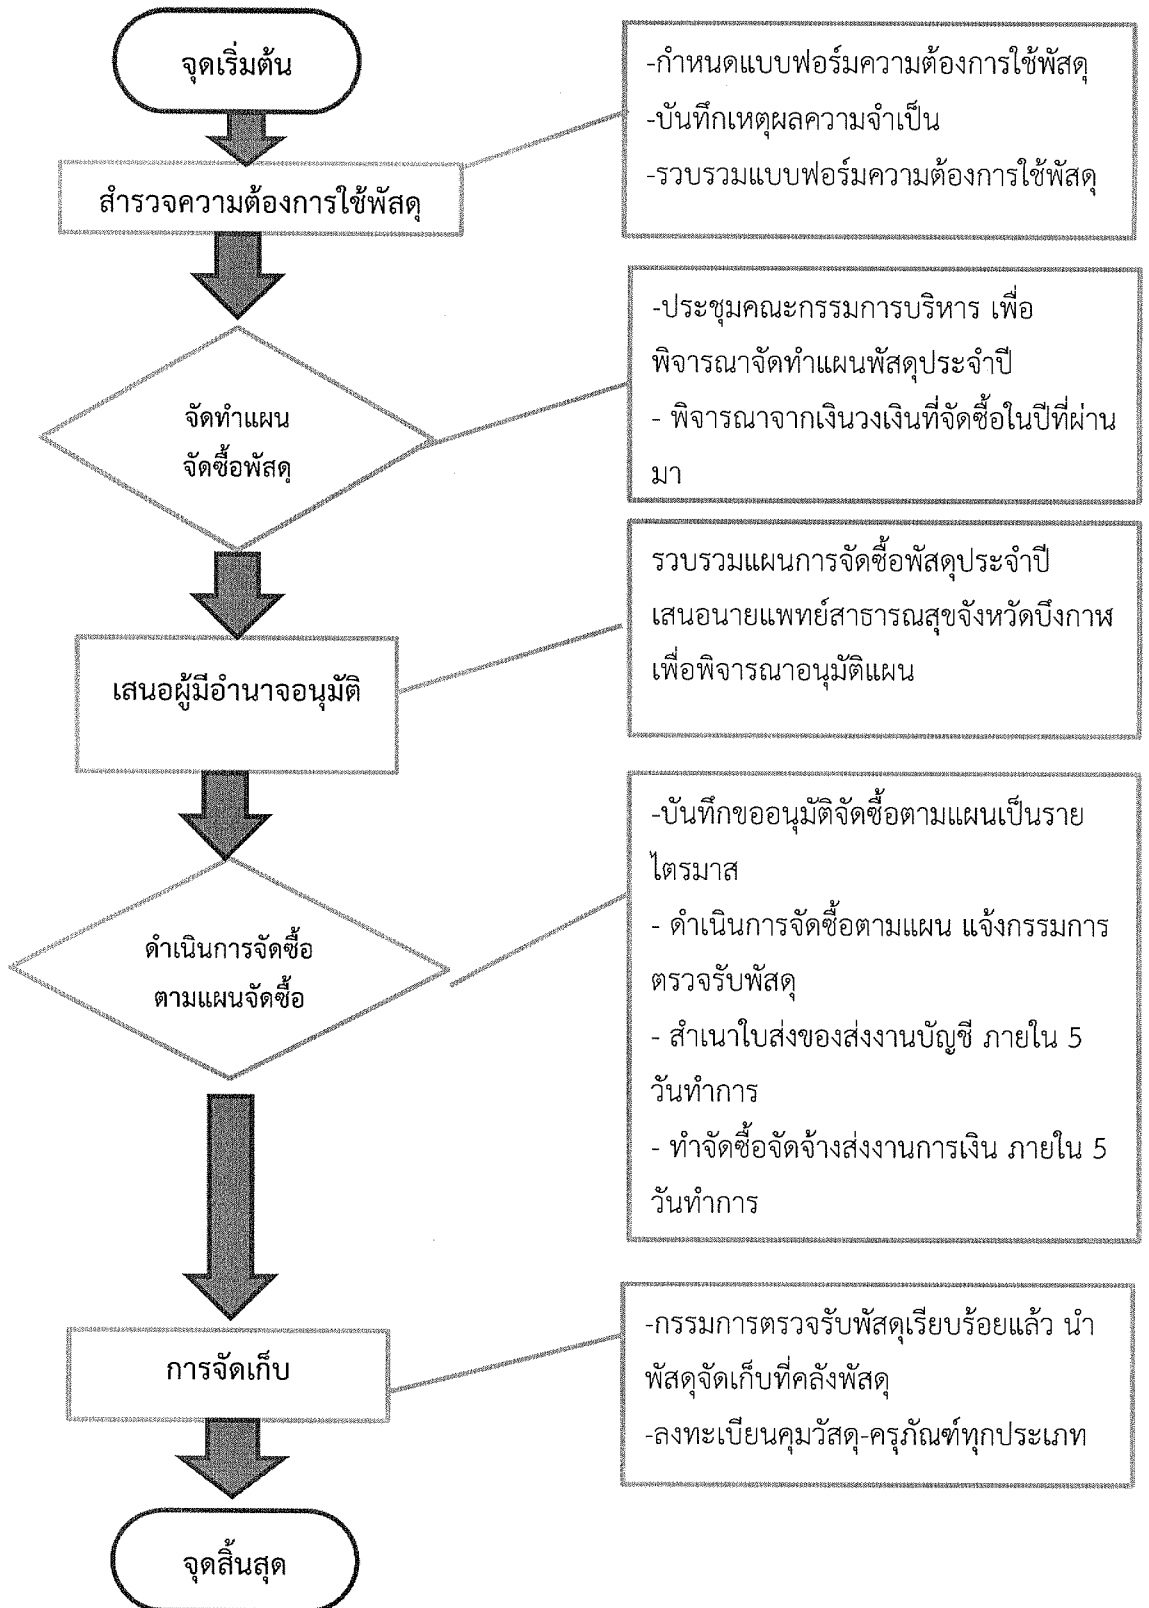 จุดเริ่มต้น
-กำหนดแบบฟอร์มความต้องการใช้พัสดุ
-บันทึกเหตุผลความจำเป็น
-รวบรวมแบบฟอร์มความต้องการใช้พัสดุ
สำรวจความต้องการใช้พัสดุ
-ประชุมคณะกรรมการบริหาร เพื่อ
พิจารณาจัดทำแผนพัสดุประจำปี
- พิจารณาจากเงินวงเงินที่จัดซื้อในปีที่ผ่าน
มา
จัดทำแผน
จัดซื้อพัสดุ
รวบรวมแผนการจัดซื้อพัสดุประจำปี
เสนอนายแพทย์สาธารณสุขจังหวัดบึงกาฬ
เพื่อพิจารณาอนุมัติแผน
เสนอผู้มีอำนาจอนุมัติ
-บันทึกขออนุมัติจัดซื้อตามแผนเป็นราย
ไตรมาส
- ดำเนินการจัดซื้อตามแผน แจ้งกรรมการ
ตรวจรับพัสดุ
- สำเนาใบส่งของส่งงานบัญชี ภายใน 5
วันทำการ
- ทำจัดซื้อจัดจ้างส่งงานการเงิน ภายใน 5
วันทำการ
ดำเนินการจัดซื้อ
ตามแผนจัดซื้อ
-กรรมการตรวจรับพัสดุเรียบร้อยแล้ว นำ
พัสดุจัดเก็บที่คลังพัสดุ
-ลงทะเบียนคุมวัสดุ-ครุภัณฑ์ทุกประเภท
การจัดเก็บ
จุดสิ้นสุด